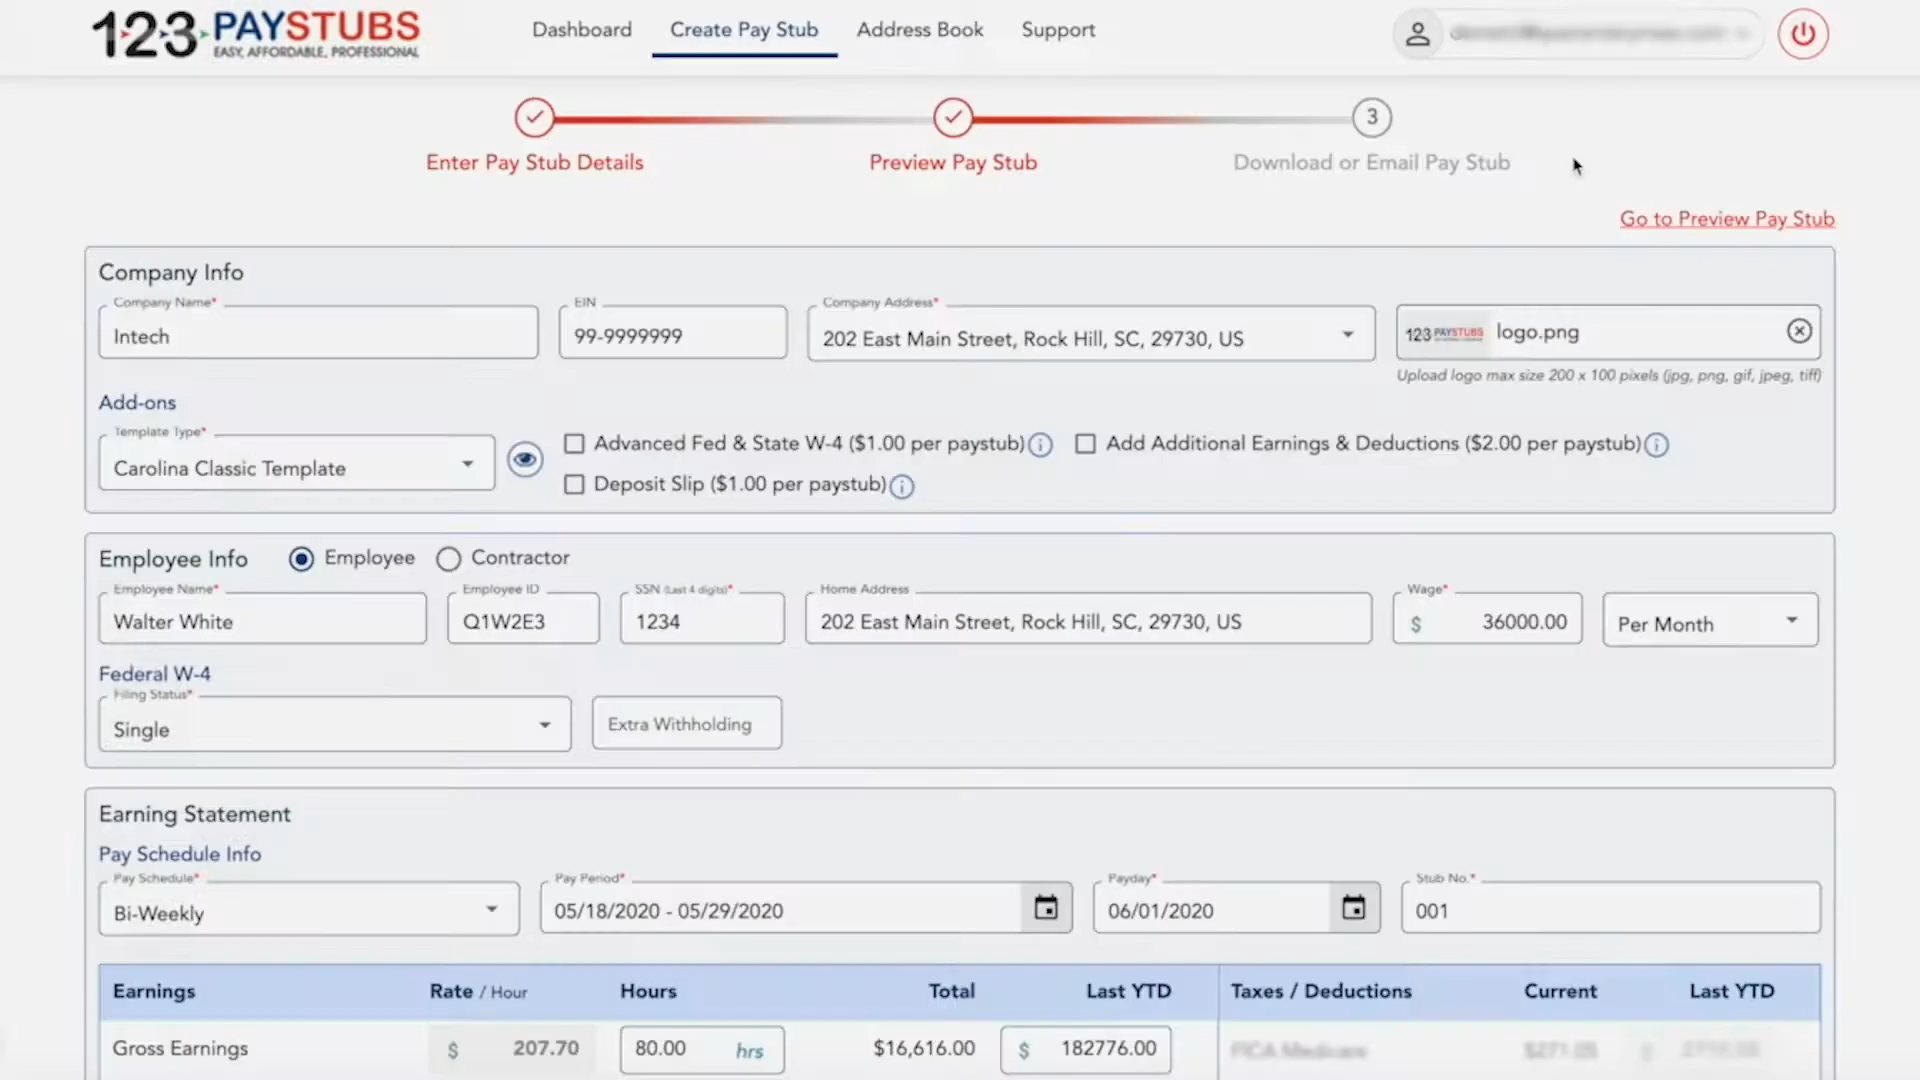 123 PAYSTUBS
EASY, AFFORDABLE, PROFESSIONAL
Dashboard Create Pay Stub Address Book Support
3
Enter Pay Stub Details Preview Pay Stub Download or Email Pay Stub
Go to Preview Pay Stub
Company Info
Company Name* EIN Company Address*
Intech 99-9999999 202 East Main Street, Rock Hill, SC, 29730, US 123 PAYSTUBS logo.png
Upload logo max size 200 x 100 pixels (jpg, png, gif, jpeg, tiff)
Add-ons
Template Type*
Carolina Classic Template
Advanced Fed & State W-4 ($1.00 per paystub) Add Additional Earnings & Deductions ($2.00 per paystub)
Deposit Slip ($1.00 per paystub)
Employee Info Employee Contractor
Employee Name* Employee ID SSN (Last 4 digits)* Home Address Wage*
Walter White Q1W2E3 1234 202 East Main Street, Rock Hill, SC, 29730, US $ 36000.00 Per Month
Federal W-4
Filing Status*
Single Extra Withholding
Earning Statement
Pay Schedule Info
Pay Schedule* Pay Period* Payday* Stub No.*
Bi-Weekly 05/18/2020 - 05/29/2020 06/01/2020 001
Earnings Rate / Hour Hours Total Last YTD Taxes / Deductions Current Last YTD
Gross Earnings $ 207.70 80.00 hrs $16,616.00 $ 182776.00